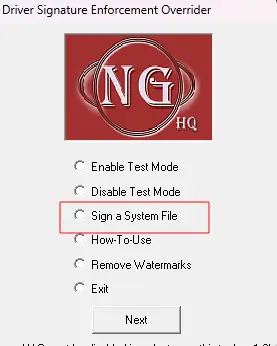 Driver Signature Enforcement Overrider
NG
HQ
Enable Test Mode
Disable Test Mode
Sign a System File
How-To-Use
Remove Watermarks
Exit
Next